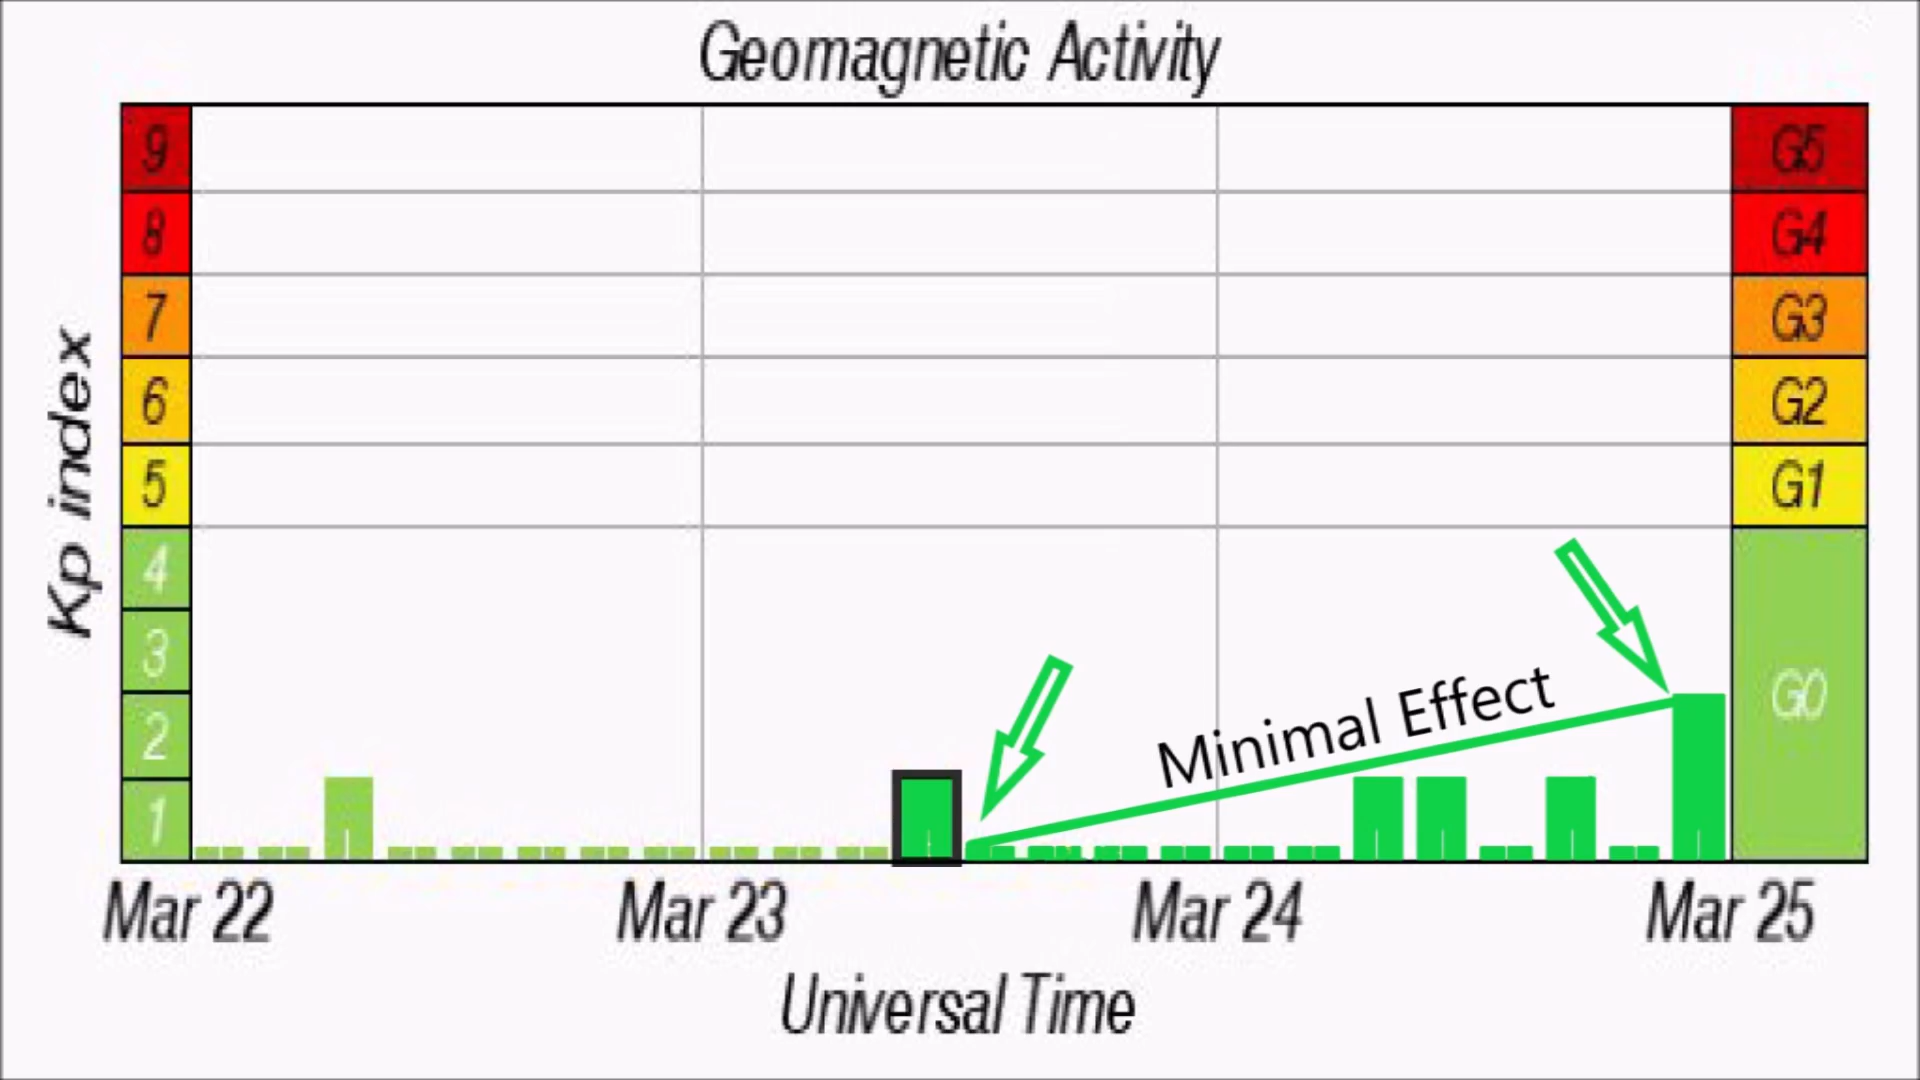 Geomagnetic Activity
9
8
7
6
5
4
3
2
1
Kp index
G5
G4
G3
G2
G1
G0
Minimal Effect
Mar 22 Mar 23 Mar 24 Mar 25
Universal Time